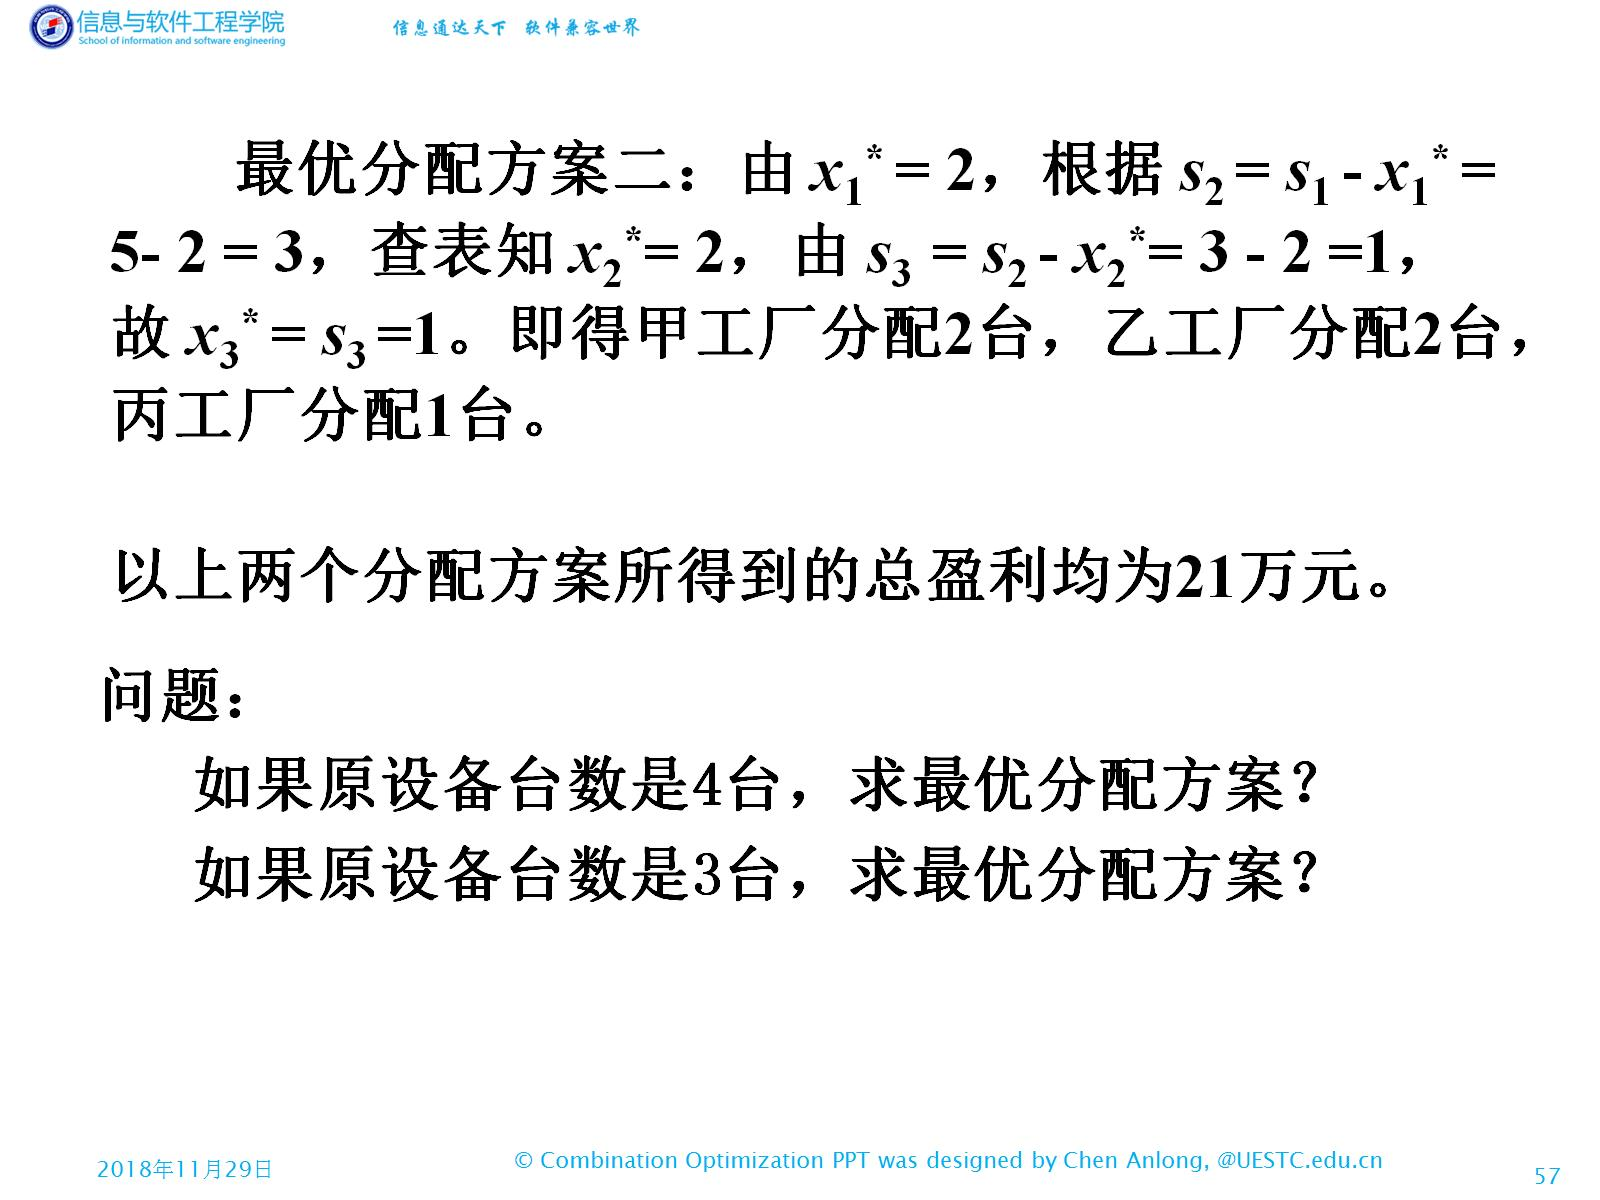 信息与软件工程学院
School of information and software engineering
信息通达天下 软件兼容世界
最优分配方案二：由 x₁* = 2，根据 s₂ = s₁ - x₁* =
5- 2 = 3，查表知 x₂*= 2，由 s₃ = s₂ - x₂*= 3 - 2 =1，
故 x₃* = s₃ =1。即得甲工厂分配2台，乙工厂分配2台，
丙工厂分配1台。
以上两个分配方案所得到的总盈利均为21万元。
问题：
如果原设备台数是4台，求最优分配方案？
如果原设备台数是3台，求最优分配方案？
2018年11月29日
© Combination Optimization PPT was designed by Chen Anlong, @UESTC.edu.cn
57